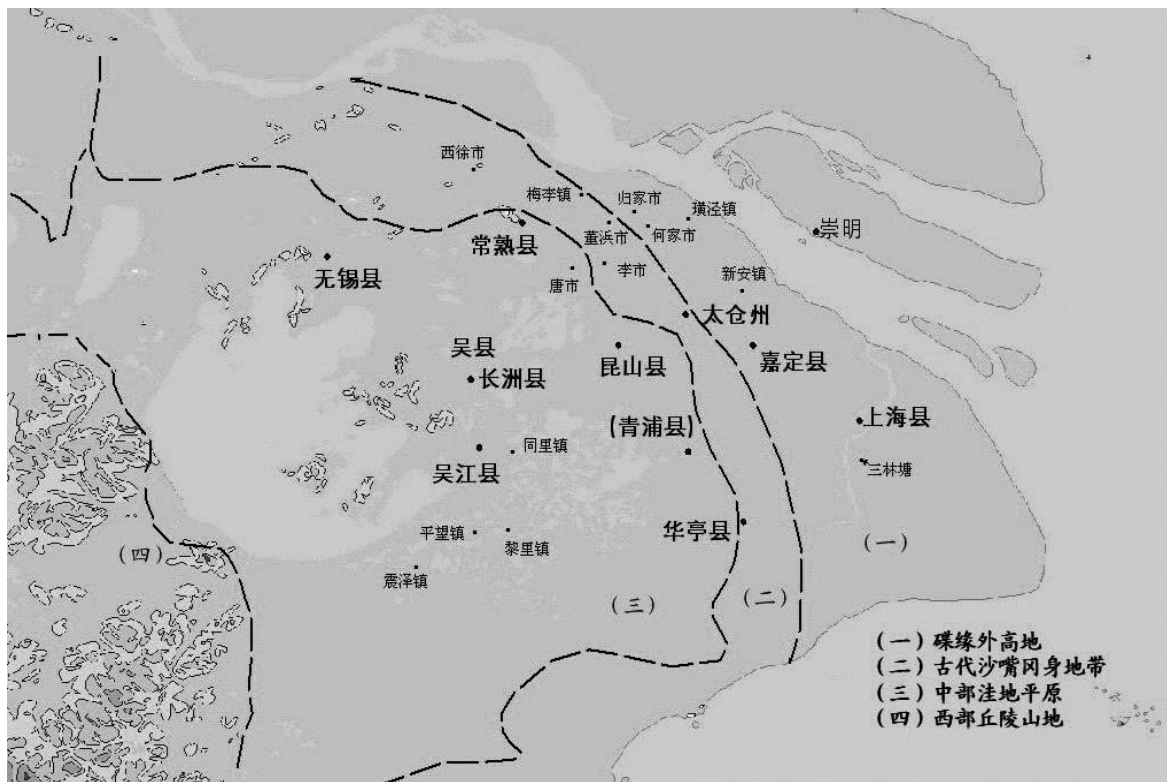 西徐市
梅李镇
归家市
璜泾镇
常熟县
董浜市
何家市
崇明
无锡县
唐市
李市
新安镇
太仓州
吴县
长洲县
昆山县
嘉定县
(青浦县)
上海县
同里镇
吴江县
三林塘
平望镇
黎里镇
华亭县
(一)
(四)
震泽镇
(三)
(二)
(一)碟缘外高地
(二)古代沙嘴冈身地带
(三)中部洼地平原
(四)西部丘陵山地